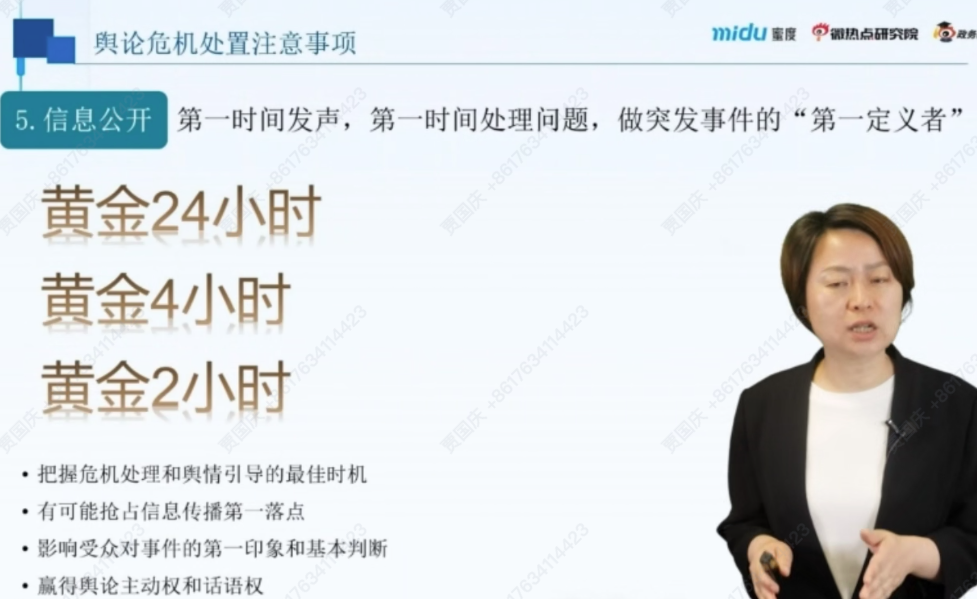 舆论危机处置注意事项
midu 蜜度 微热点研究院 政务
5.信息公开 第一时间发声，第一时间处理问题，做突发事件的“第一定义者”
黄金24小时
黄金4小时
黄金2小时
• 把握危机处理和舆情引导的最佳时机
• 有可能抢占信息传播第一落点
• 影响受众对事件的第一印象和基本判断
• 赢得舆论主动权和话语权
贾国庆 +8617634114423